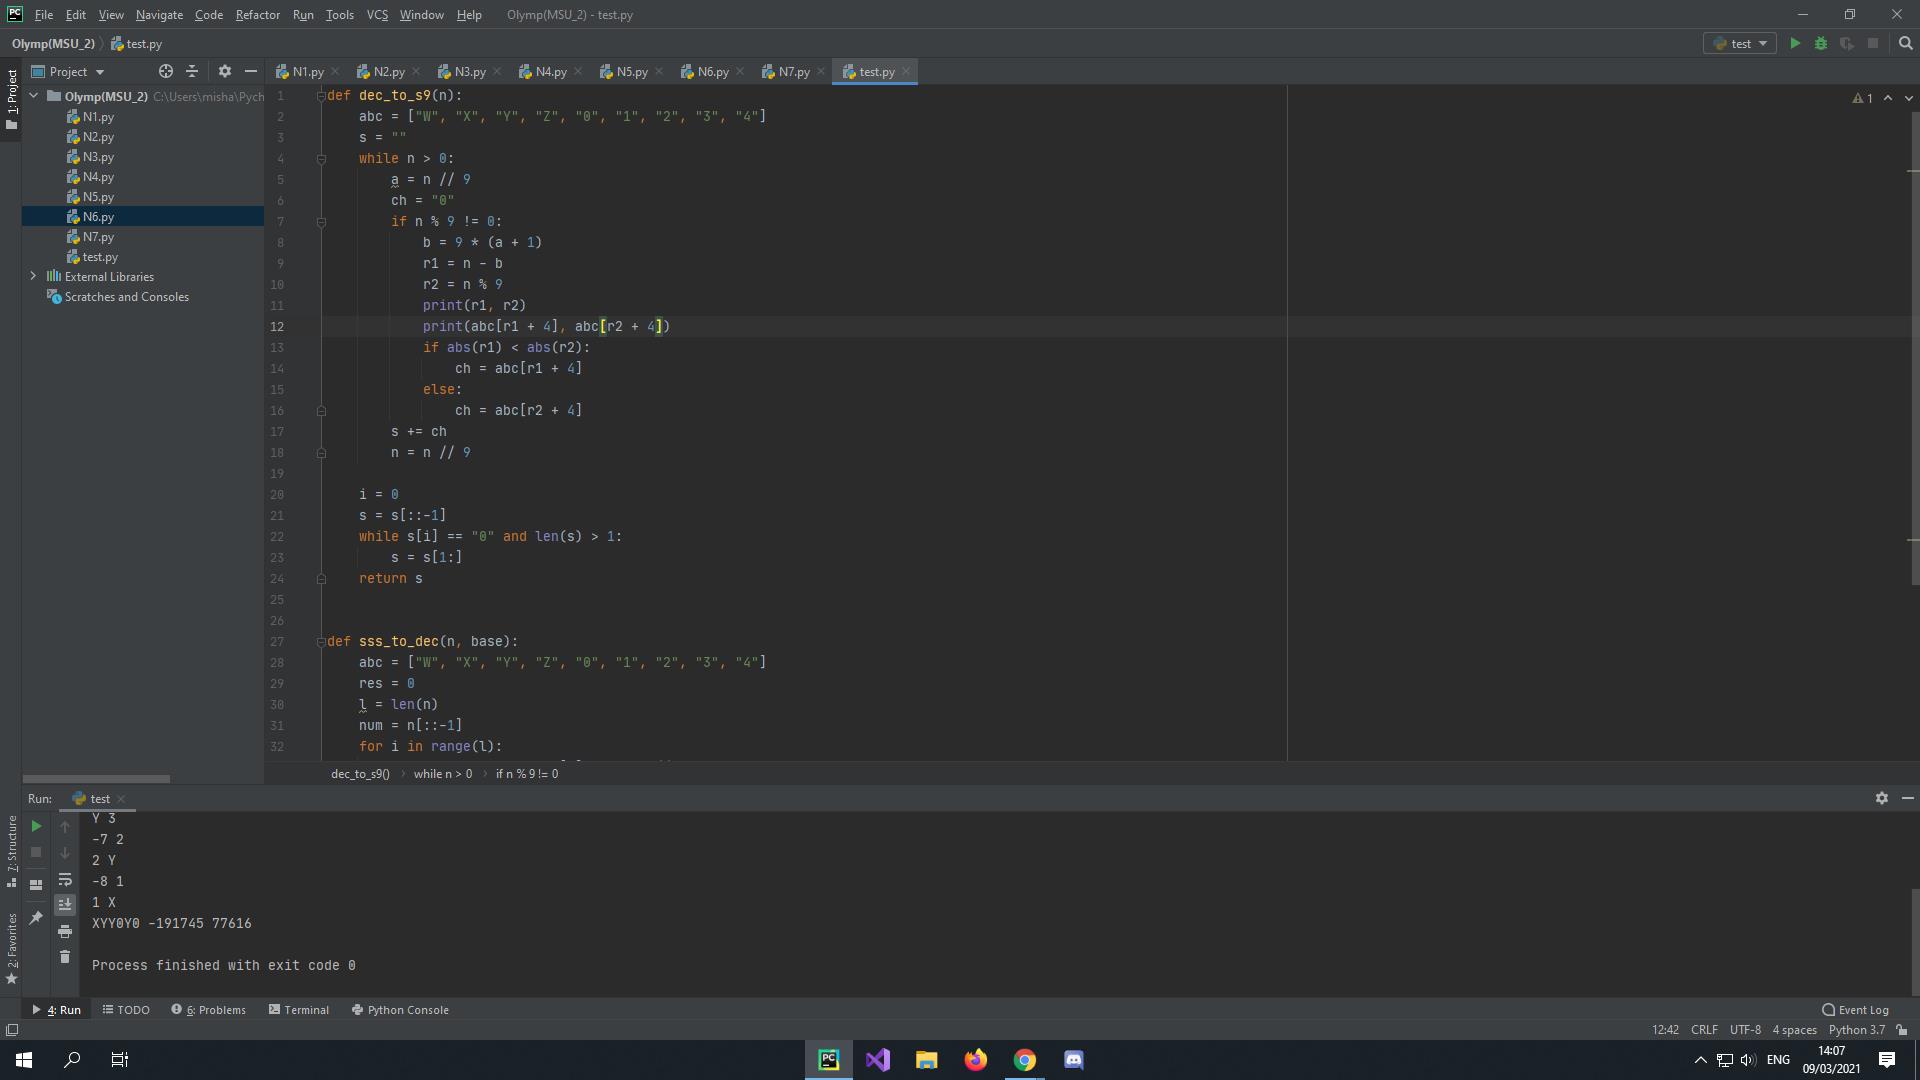 File Edit View Navigate Code Refactor Run Tools VCS Window Help Olymp(MSU_2) - test.py
Olymp(MSU_2) test.py
test
Project
N1.py N2.py N3.py N4.py N5.py N6.py N7.py test.py
1: Project
Olymp(MSU_2) C:\Users\misha\Pych
N1.py
N2.py
N3.py
N4.py
N5.py
N6.py
N7.py
test.py
External Libraries
Scratches and Consoles
1
1 def dec_to_s9(n):
2 abc = ["W", "X", "Y", "Z", "0", "1", "2", "3", "4"]
3 s = ""
4 while n > 0:
5 a = n // 9
6 ch = "0"
7 if n % 9 != 0:
8 b = 9 * (a + 1)
9 r1 = n - b
10 r2 = n % 9
11 print(r1, r2)
12 print(abc[r1 + 4], abc[r2 + 4])
13 if abs(r1) < abs(r2):
14 ch = abc[r1 + 4]
15 else:
16 ch = abc[r2 + 4]
17 s += ch
18 n = n // 9
19
20 i = 0
21 s = s[::-1]
22 while s[i] == "0" and len(s) > 1:
23 s = s[1:]
24 return s
25
26
27 def sss_to_dec(n, base):
28 abc = ["W", "X", "Y", "Z", "0", "1", "2", "3", "4"]
29 res = 0
30 l = len(n)
31 num = n[::-1]
32 for i in range(l):
dec_to_s9() while n > 0 if n % 9 != 0
Run: test
Y 3
-7 2
2 Y
-8 1
1 X
XYY0Y0 -191745 77616
Process finished with exit code 0
7: Structure
2: Favorites
4: Run TODO 6: Problems Terminal Python Console Event Log
12:42 CRLF UTF-8 4 spaces Python 3.7
PC
ENG
14:07
09/03/2021